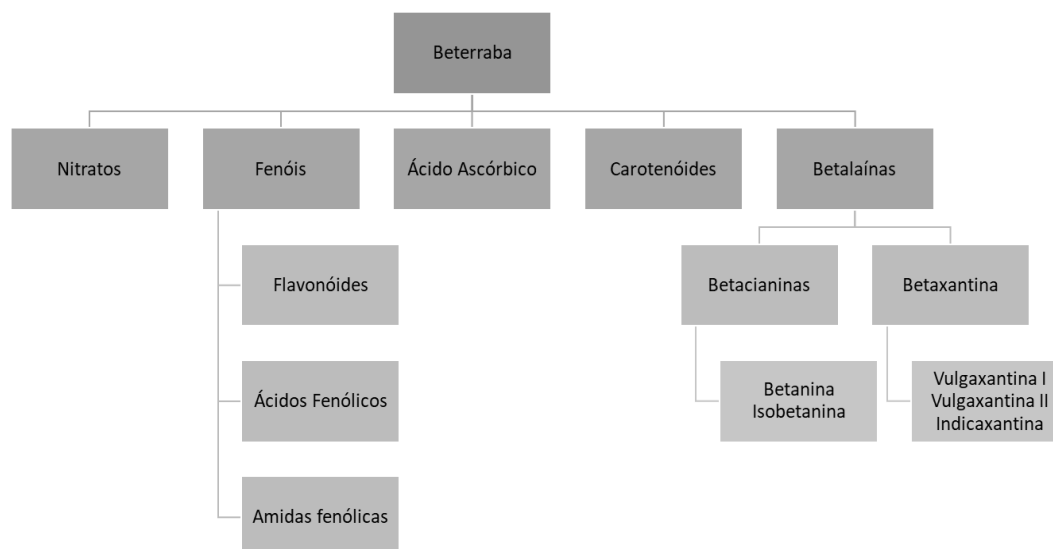 Beterraba
Nitratos
Fenóis
Ácido Ascórbico
Carotenóides
Betalaínas
Flavonóides
Ácidos Fenólicos
Amidas fenólicas
Betacianinas
Betaxantina
Betanina
Isobetanina
Vulgaxantina I
Vulgaxantina II
Indicaxantina